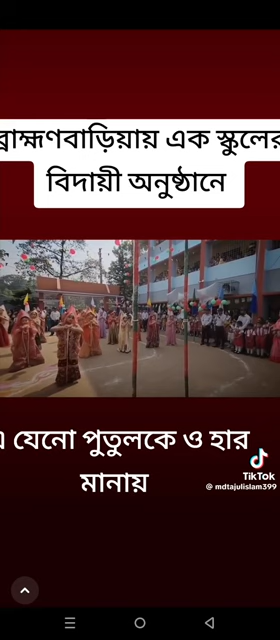 ব্রাহ্মণবাড়িয়ায় এক স্কুলের
বিদায়ী অনুষ্ঠানে
এ যেনো পুতুলকে ও হার
মানায়
TikTok
@ mdtajulislam399